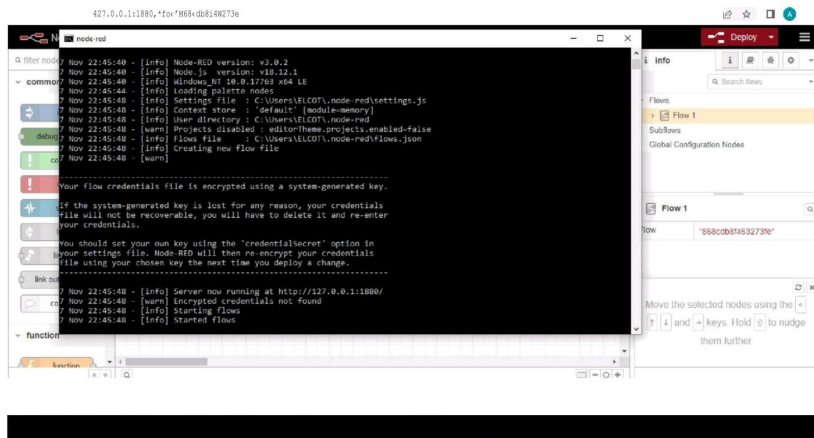 427.0.0.1:1880,*fo<'M68<db8i4W273e
A
N
node-red
Deploy
filter node
info
i
Search flows
7 Nov 22:45:40 - [info] Node-RED version: v3.0.2
7 Nov 22:45:40 - [info] Node.js  version: v18.12.1
7 Nov 22:45:40 - [info] Windows_NT 10.0.17763 x64 LE
7 Nov 22:45:44 - [info] Loading palette nodes
7 Nov 22:45:48 - [info] Settings file  : C:\Users\ELCOT\.node-red\settings.js
7 Nov 22:45:48 - [info] Context store  : 'default' [module=memory]
7 Nov 22:45:48 - [info] User directory : C:\Users\ELCOT\.node-red
7 Nov 22:45:48 - [warn] Projects disabled : editorTheme.projects.enabled=false
7 Nov 22:45:48 - [info] Flows file     : C:\Users\ELCOT\.node-red\flows.json
7 Nov 22:45:48 - [info] Creating new flow file
7 Nov 22:45:48 - [warn]
---------------------------------------------------------------------
Your flow credentials file is encrypted using a system-generated key.
If the system-generated key is lost for any reason, your credentials
file will not be recoverable, you will have to delete it and re-enter
your credentials.
You should set your own key using the 'credentialSecret' option in
your settings file. Node-RED will then re-encrypt your credentials
file using your chosen key the next time you deploy a change.
---------------------------------------------------------------------
7 Nov 22:45:48 - [info] Server now running at http://127.0.0.1:1880/
7 Nov 22:45:48 - [warn] Encrypted credentials not found
7 Nov 22:45:48 - [info] Starting flows
7 Nov 22:45:48 - [info] Started flows
common
debug
co
link out
co
function
function
Flows
Flow 1
Subflows
Global Configuration Nodes
Flow 1
Flow
"868cdb8f463273fe"
Move the selected nodes using the ←
↑ ↓ and → keys. Hold ⇧ to nudge
them further